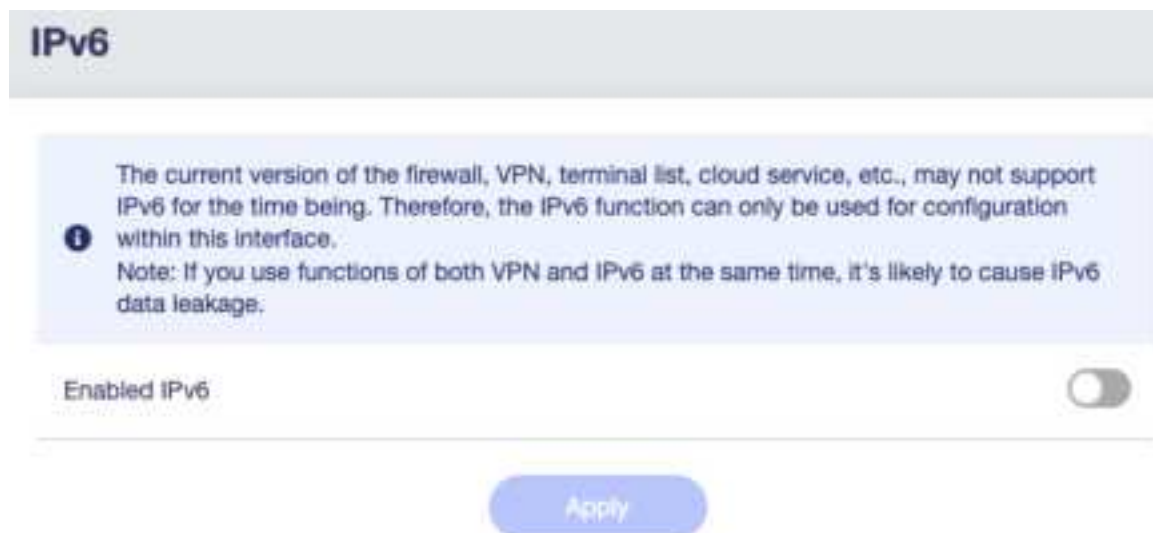 IPv6
The current version of the firewall, VPN, terminal list, cloud service, etc., may not support
IPv6 for the time being. Therefore, the IPv6 function can only be used for configuration
within this interface.
Note: If you use functions of both VPN and IPv6 at the same time, it's likely to cause IPv6
data leakage.
Enabled IPv6
Apply